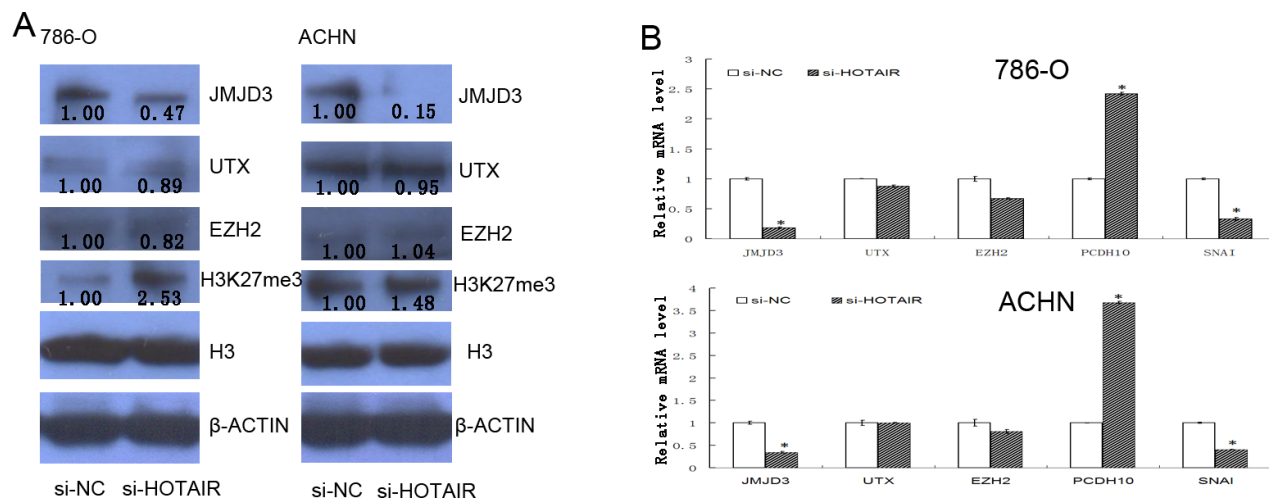 A
786-O
ACHN
JMJD3
1.00 0.47
JMJD3
1.00 0.15
UTX
1.00 0.89
UTX
1.00 0.95
EZH2
1.00 0.82
EZH2
1.00 1.04
H3K27me3
1.00 2.53
H3K27me3
1.00 1.48
H3
H3
β-ACTIN
β-ACTIN
si-NC si-HOTAIR
si-NC si-HOTAIR
B
786-O
si-NC si-HOTAIR
Relative mRNA level
3
2.5
2
1.5
1
0.5
0
*
*
*
JMJD3 UTX EZH2 PCDH10 SNAI
ACHN
si-NC si-HOTAIR
Relative mRNA level
4
3.5
3
2.5
2
1.5
1
0.5
0
*
*
*
JMJD3 UTX EZH2 PCDH10 SNAI